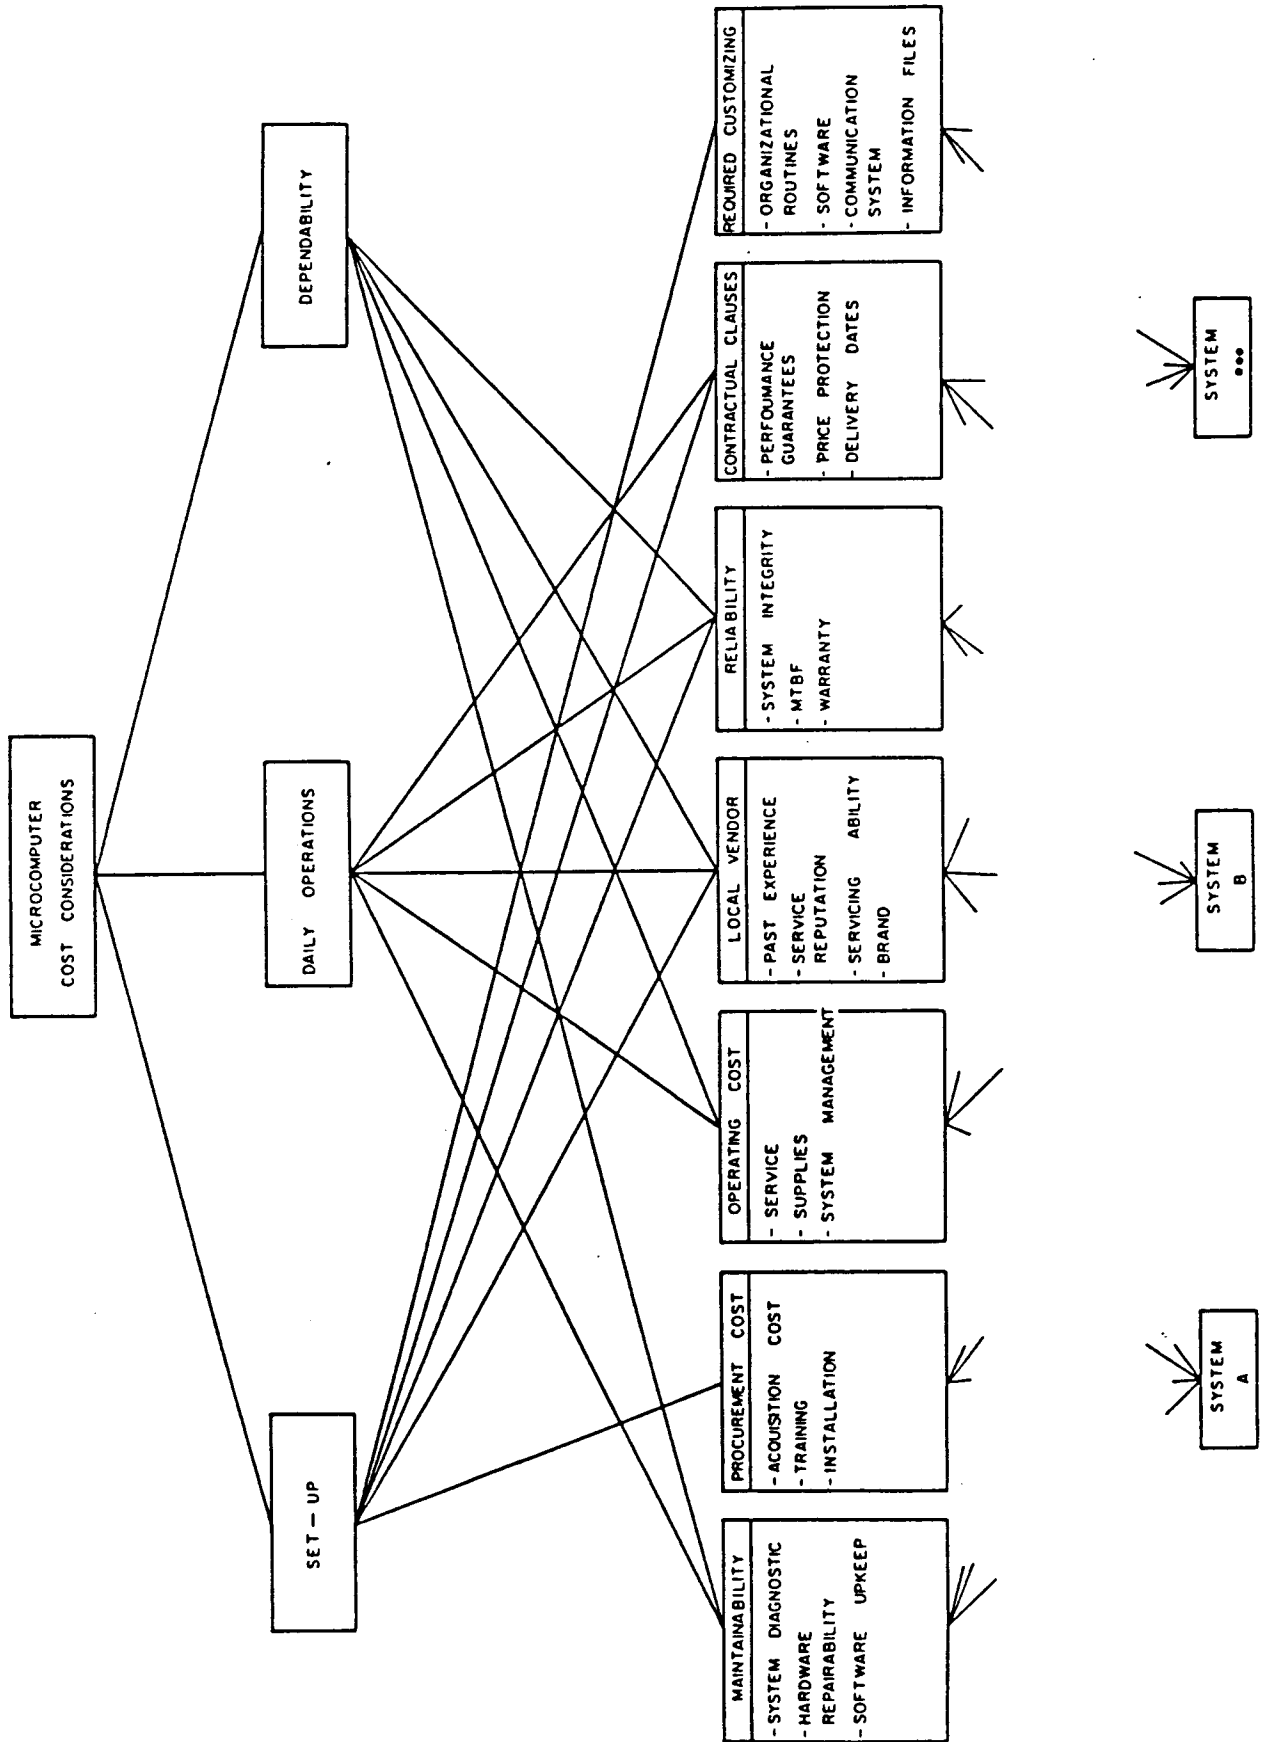 MICROCOMPUTER
COST CONSIDERATIONS
SET-UP
DAILY OPERATIONS
DEPENDABILITY
MAINTAINABILITY
- SYSTEM DIAGNOSTIC
- HARDWARE
REPAIRABILITY
- SOFTWARE UPKEEP
PROCUREMENT COST
- ACQUISITION COST
- TRAINING
- INSTALLATION
OPERATING COST
- SERVICE
- SUPPLIES
- SYSTEM MANAGEMENT
LOCAL VENDOR
- PAST EXPERIENCE
- SERVICE
REPUTATION
- SERVICING ABILITY
- BRAND
RELIABILITY
- SYSTEM INTEGRITY
- MTBF
- WARRANTY
CONTRACTUAL CLAUSES
- PERFOUMANCE
GUARANTEES
- PRICE PROTECTION
- DELIVERY DATES
REQUIRED CUSTOMIZING
- ORGANIZATIONAL
ROUTINES
- SOFTWARE
- COMMUNICATION
SYSTEM
- INFORMATION FILES
SYSTEM
A
SYSTEM
B
SYSTEM
•••